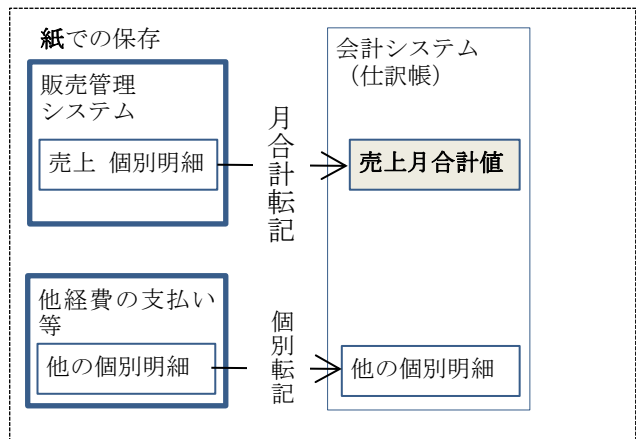 紙での保存
販売管理
システム
売上 個別明細
月合計転記
会計システム
（仕訳帳）
売上月合計値
他経費の支払い
等
他の個別明細
個別転記
他の個別明細